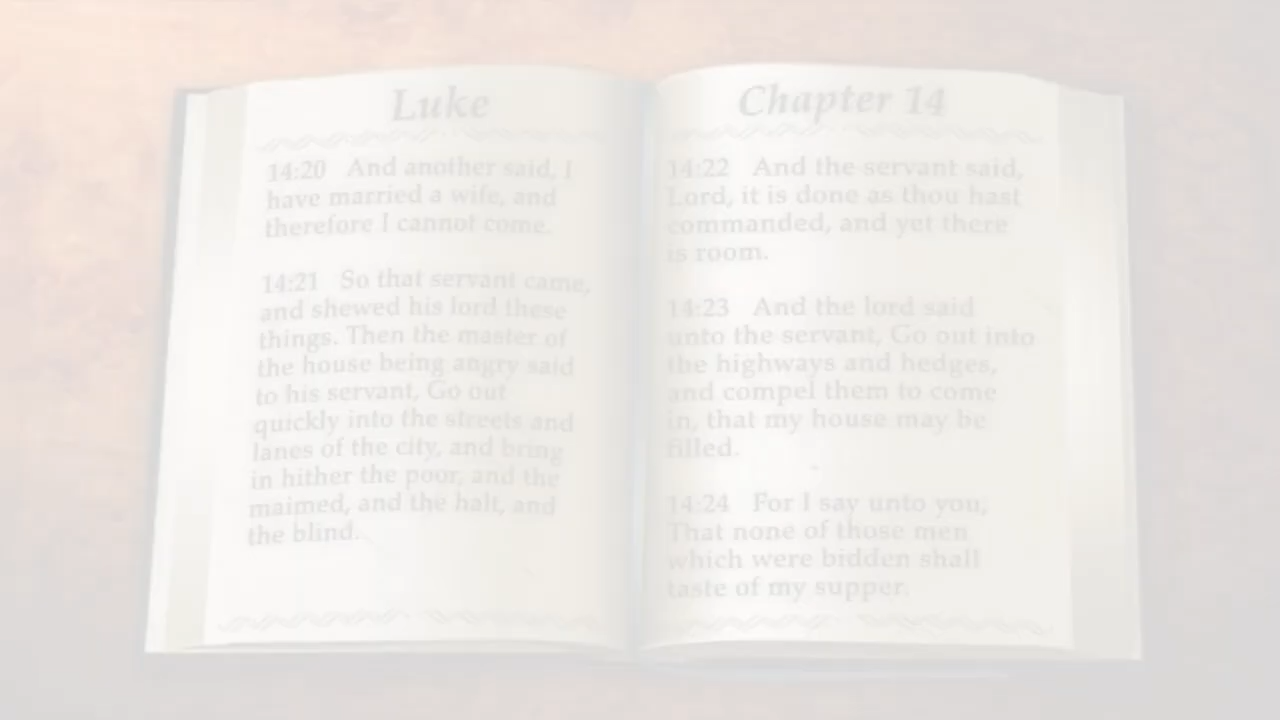 Luke
14:20 And another said, I
have married a wife, and
therefore I cannot come.
14:21 So that servant came,
and shewed his lord these
things. Then the master of
the house being angry said
to his servant, Go out
quickly into the streets and
lanes of the city, and bring
in hither the poor, and the
maimed, and the halt, and
the blind.
Chapter 14
14:22 And the servant said,
Lord, it is done as thou hast
commanded, and yet there
is room.
14:23 And the lord said
unto the servant, Go out into
the highways and hedges,
and compel them to come
in, that my house may be
filled.
14:24 For I say unto you,
That none of those men
which were bidden shall
taste of my supper.